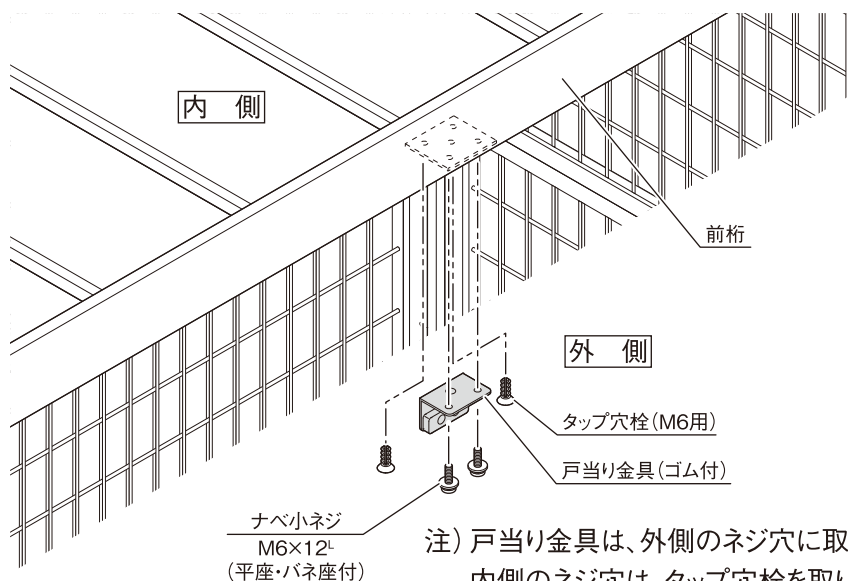 内 側
前桁
外 側
タップ穴栓（M6用）
戸当り金具（ゴム付）
ナベ小ネジ
M6×12ᴸ
（平座・バネ座付）
注）戸当り金具は、外側のネジ穴に取
内側のネジ穴は、タップ穴栓を取り